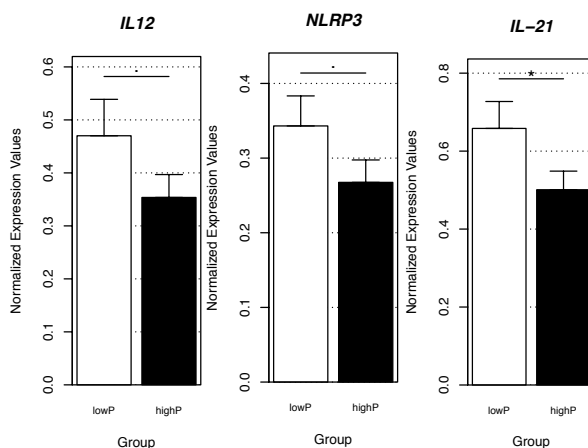 IL12
NLRP3
IL−21
Normalized Expression Values
0.0
0.1
0.2
0.3
0.4
0.5
0.6
.
lowP
highP
Group
Normalized Expression Values
0.0
0.1
0.2
0.3
0.4
.
lowP
highP
Group
Normalized Expression Values
0.0
0.2
0.4
0.6
0.8
*
lowP
highP
Group